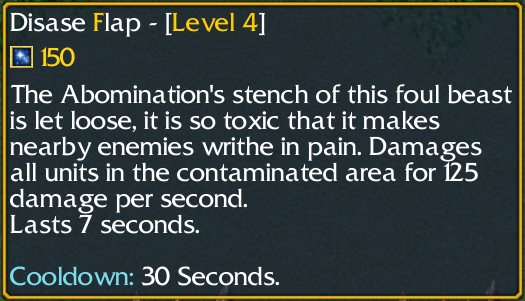 Disase Flap - [Level 4]
150
The Abomination's stench of this foul beast
is let loose, it is so toxic that it makes
nearby enemies writhe in pain. Damages
all units in the contaminated area for 125
damage per second.
Lasts 7 seconds.
Cooldown: 30 Seconds.